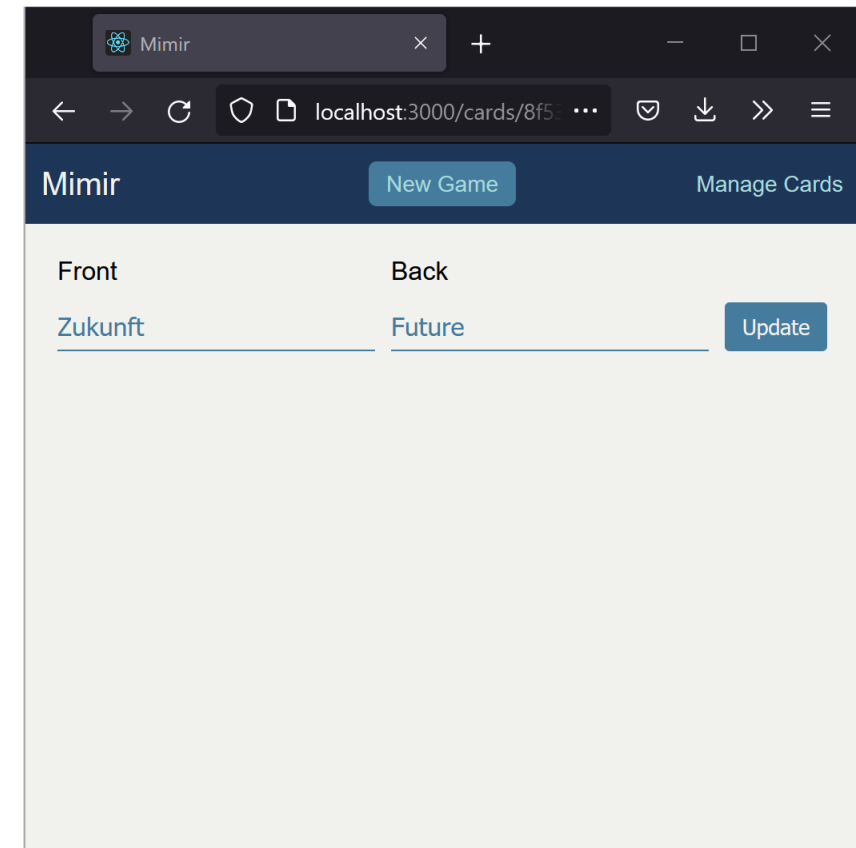 Mimir
localhost:3000/cards/8f5
Mimir
New Game
Manage Cards
Front
Back
Zukunft
Future
Update